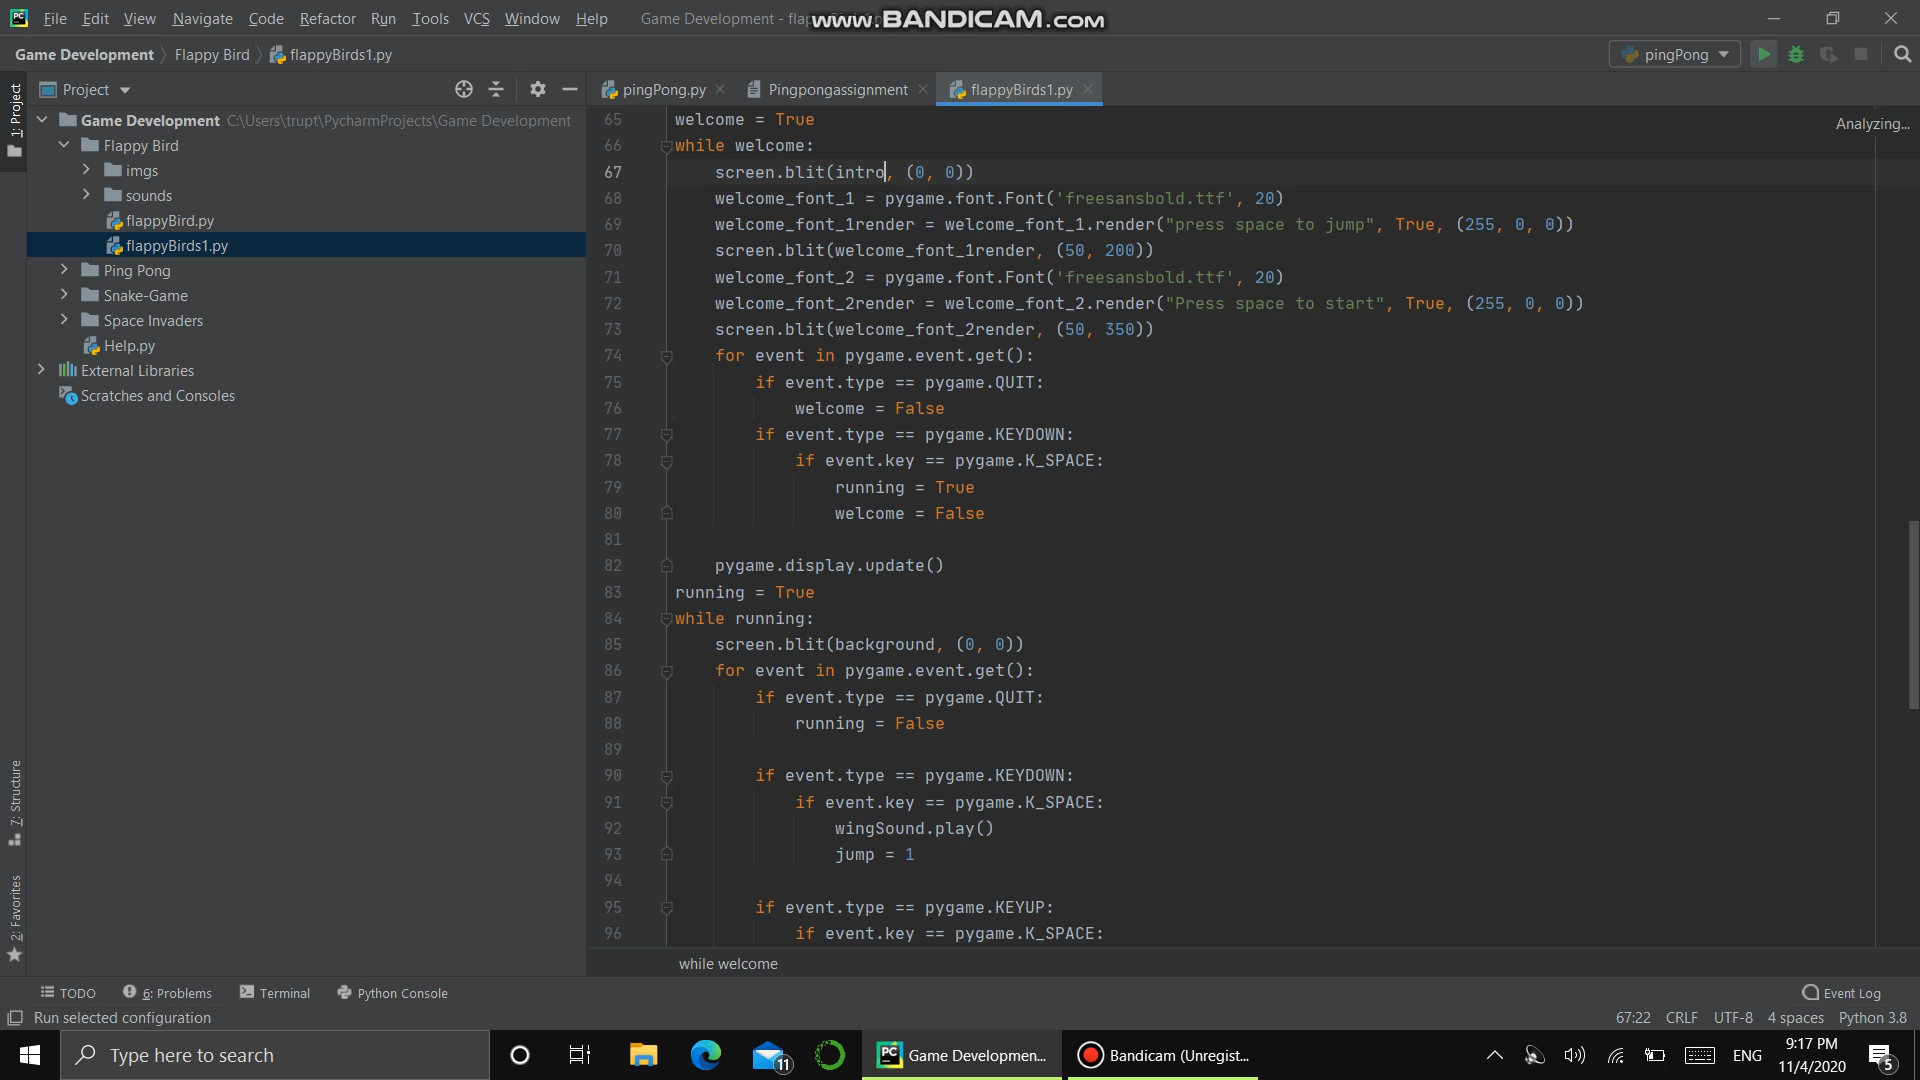 File Edit View Navigate Code Refactor Run Tools VCS Window Help Game Development - flap
www.BANDICAM.com
Game Development Flappy Bird flappyBirds1.py
pingPong
1: Project
Project
Game Development C:\Users\trupt\PycharmProjects\Game Development
Flappy Bird
imgs
sounds
flappyBird.py
flappyBirds1.py
Ping Pong
Snake-Game
Space Invaders
Help.py
External Libraries
Scratches and Consoles
7: Structure
2: Favorites
pingPong.py Pingpongassignment flappyBirds1.py
Analyzing...
65 welcome = True
66 while welcome:
67 screen.blit(intro, (0, 0))
68 welcome_font_1 = pygame.font.Font('freesansbold.ttf', 20)
69 welcome_font_1render = welcome_font_1.render("press space to jump", True, (255, 0, 0))
70 screen.blit(welcome_font_1render, (50, 200))
71 welcome_font_2 = pygame.font.Font('freesansbold.ttf', 20)
72 welcome_font_2render = welcome_font_2.render("Press space to start", True, (255, 0, 0))
73 screen.blit(welcome_font_2render, (50, 350))
74 for event in pygame.event.get():
75 if event.type == pygame.QUIT:
76 welcome = False
77 if event.type == pygame.KEYDOWN:
78 if event.key == pygame.K_SPACE:
79 running = True
80 welcome = False
81
82 pygame.display.update()
83 running = True
84 while running:
85 screen.blit(background, (0, 0))
86 for event in pygame.event.get():
87 if event.type == pygame.QUIT:
88 running = False
89
90 if event.type == pygame.KEYDOWN:
91 if event.key == pygame.K_SPACE:
92 wingSound.play()
93 jump = 1
94
95 if event.type == pygame.KEYUP:
96 if event.key == pygame.K_SPACE:
while welcome
TODO 6: Problems Terminal Python Console Event Log
Run selected configuration 67:22 CRLF UTF-8 4 spaces Python 3.8
Type here to search
11
Game Developmen...
Bandicam (Unregist...
ENG
9:17 PM
11/4/2020
5